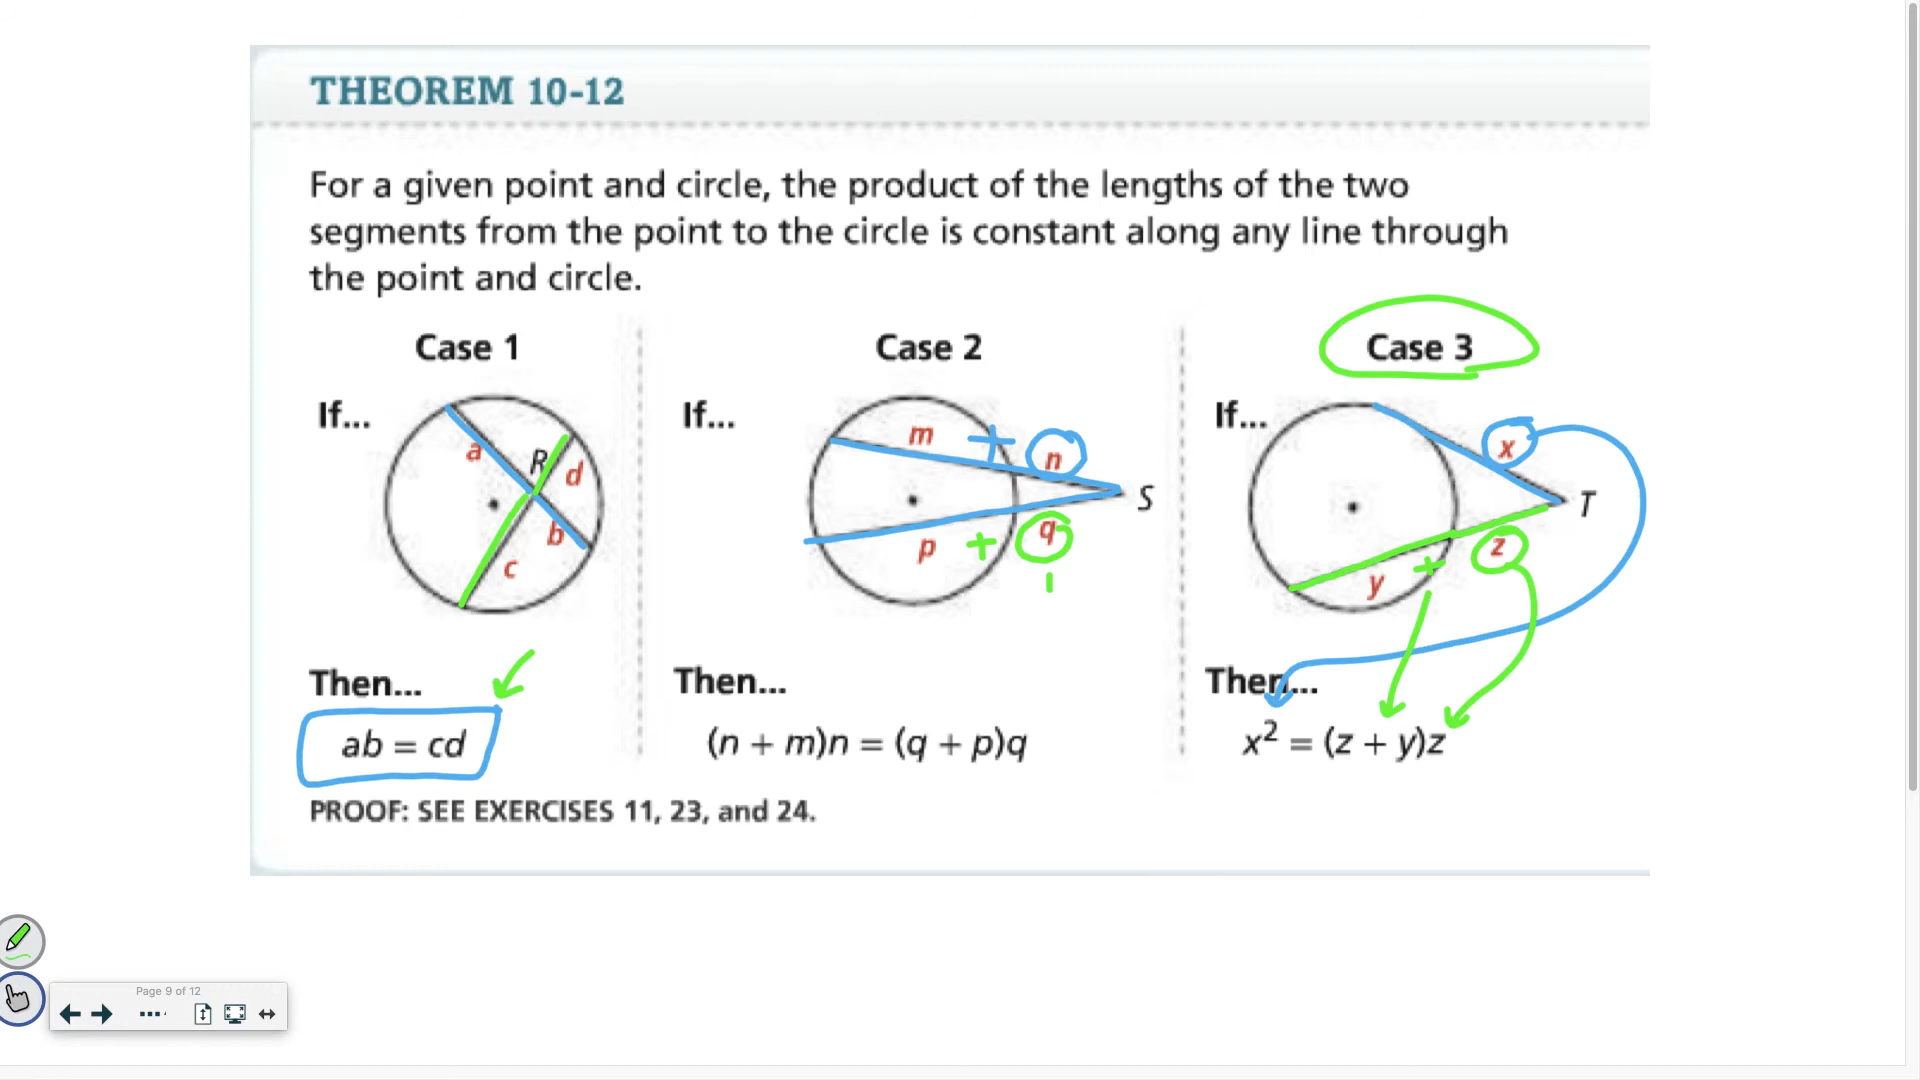 THEOREM 10-12
For a given point and circle, the product of the lengths of the two
segments from the point to the circle is constant along any line through
the point and circle.
Case 1
If...
a
R
d
b
c
Then...
ab = cd
Case 2
If...
m
+
n
S
p
+
q
Then...
(n + m)n = (q + p)q
Case 3
If...
x
T
z
y
+
Then...
x² = (z + y)z
PROOF: SEE EXERCISES 11, 23, and 24.
Page 9 of 12